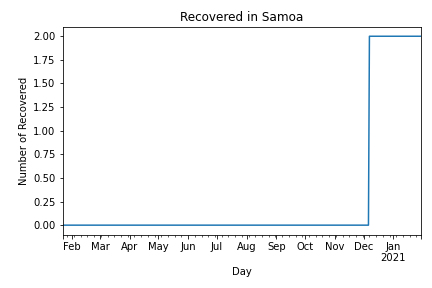 Recovered in Samoa
Number of Recovered
2.00
1.75
1.50
1.25
1.00
0.75
0.50
0.25
0.00
Feb Mar Apr May Jun Jul Aug Sep Oct Nov Dec Jan
2021
Day